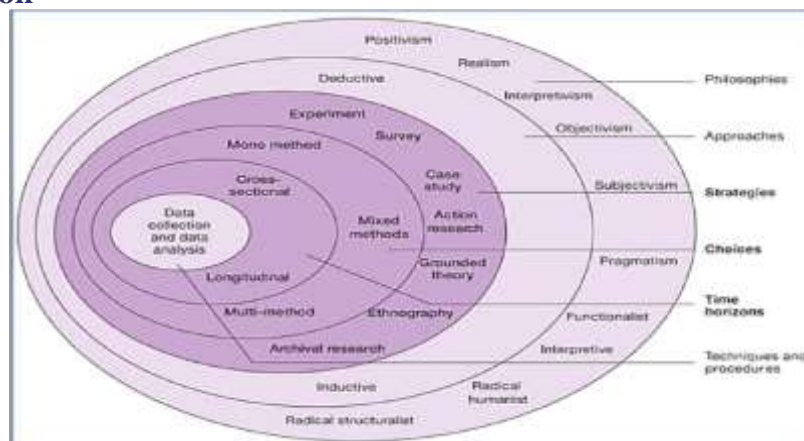 on
Positivism
Realism
Deductive
Interpretivism
Philosophies
Experiment
Objectivism
Approaches
Survey
Mono method
Cross-
sectional
Case
study
Subjectivism
Strategies
Data
collection
and data
analysis
Mixed
methods
Action
research
Choices
Grounded
theory
Pragmatism
Longitudinal
Multi-method
Ethnography
Functionalist
Time
horizons
Archival research
Interpretive
Techniques and
procedures
Inductive
Radical
humanist
Radical structuralist